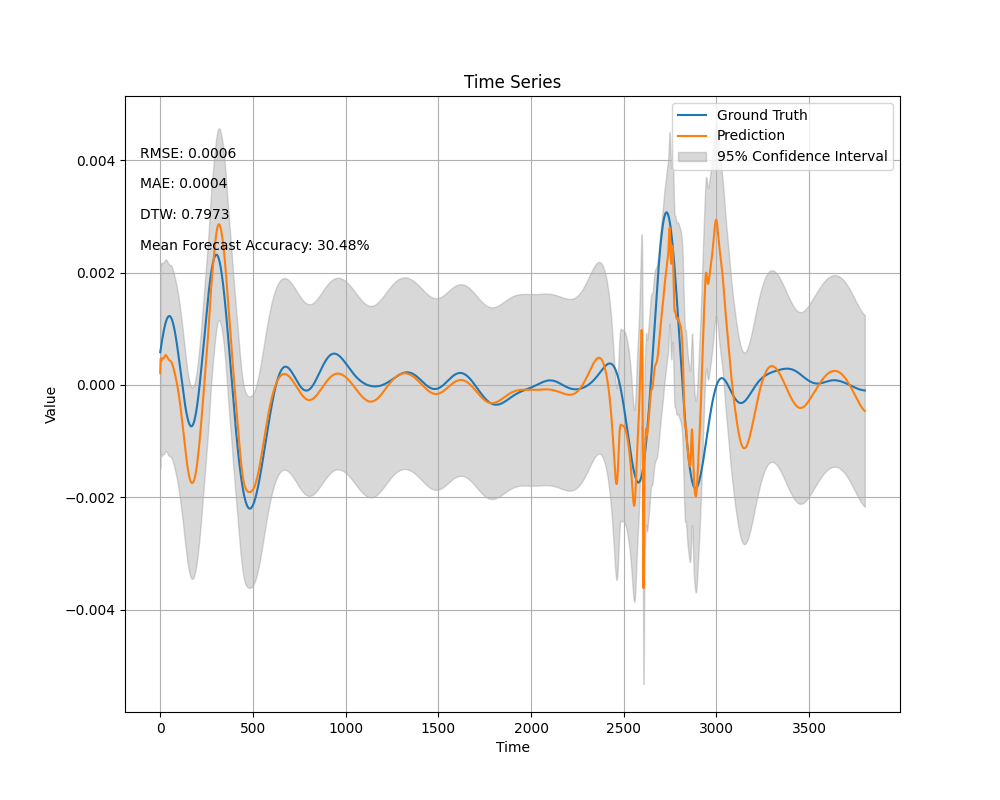 Time Series
Ground Truth
Prediction
95% Confidence Interval
RMSE: 0.0006
MAE: 0.0004
DTW: 0.7973
Mean Forecast Accuracy: 30.48%
0.004
0.002
0.000
−0.002
−0.004
Value
0 500 1000 1500 2000 2500 3000 3500
Time